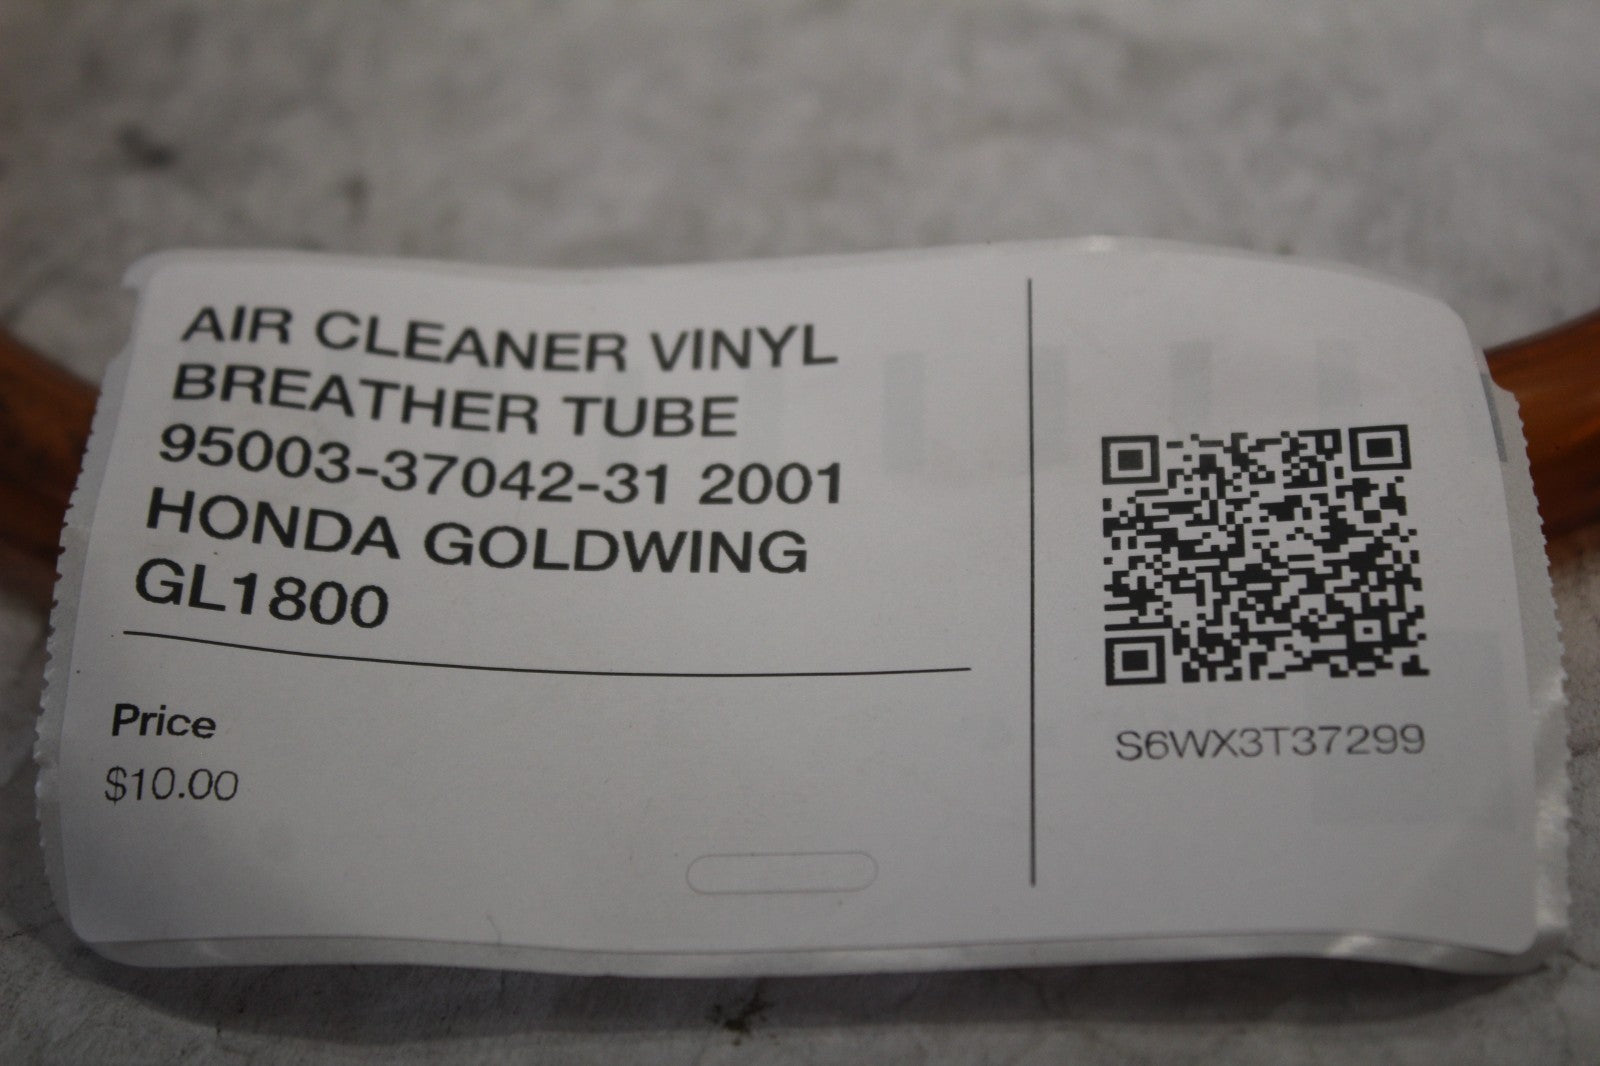 AIR CLEANER VINYL
BREATHER TUBE
95003-37042-31 2001
HONDA GOLDWING
GL1800
Price
$10.00
S6WX3T37299